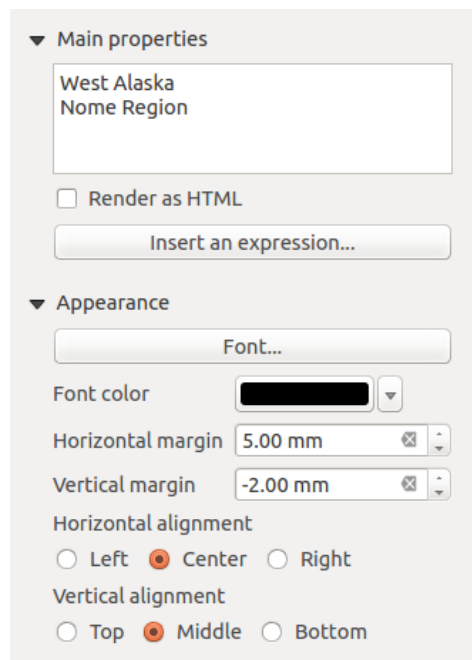 Main properties
West Alaska
Nome Region
Render as HTML
Insert an expression...
Appearance
Font...
Font color
Horizontal margin 5.00 mm
Vertical margin -2.00 mm
Horizontal alignment
Left Center Right
Vertical alignment
Top Middle Bottom